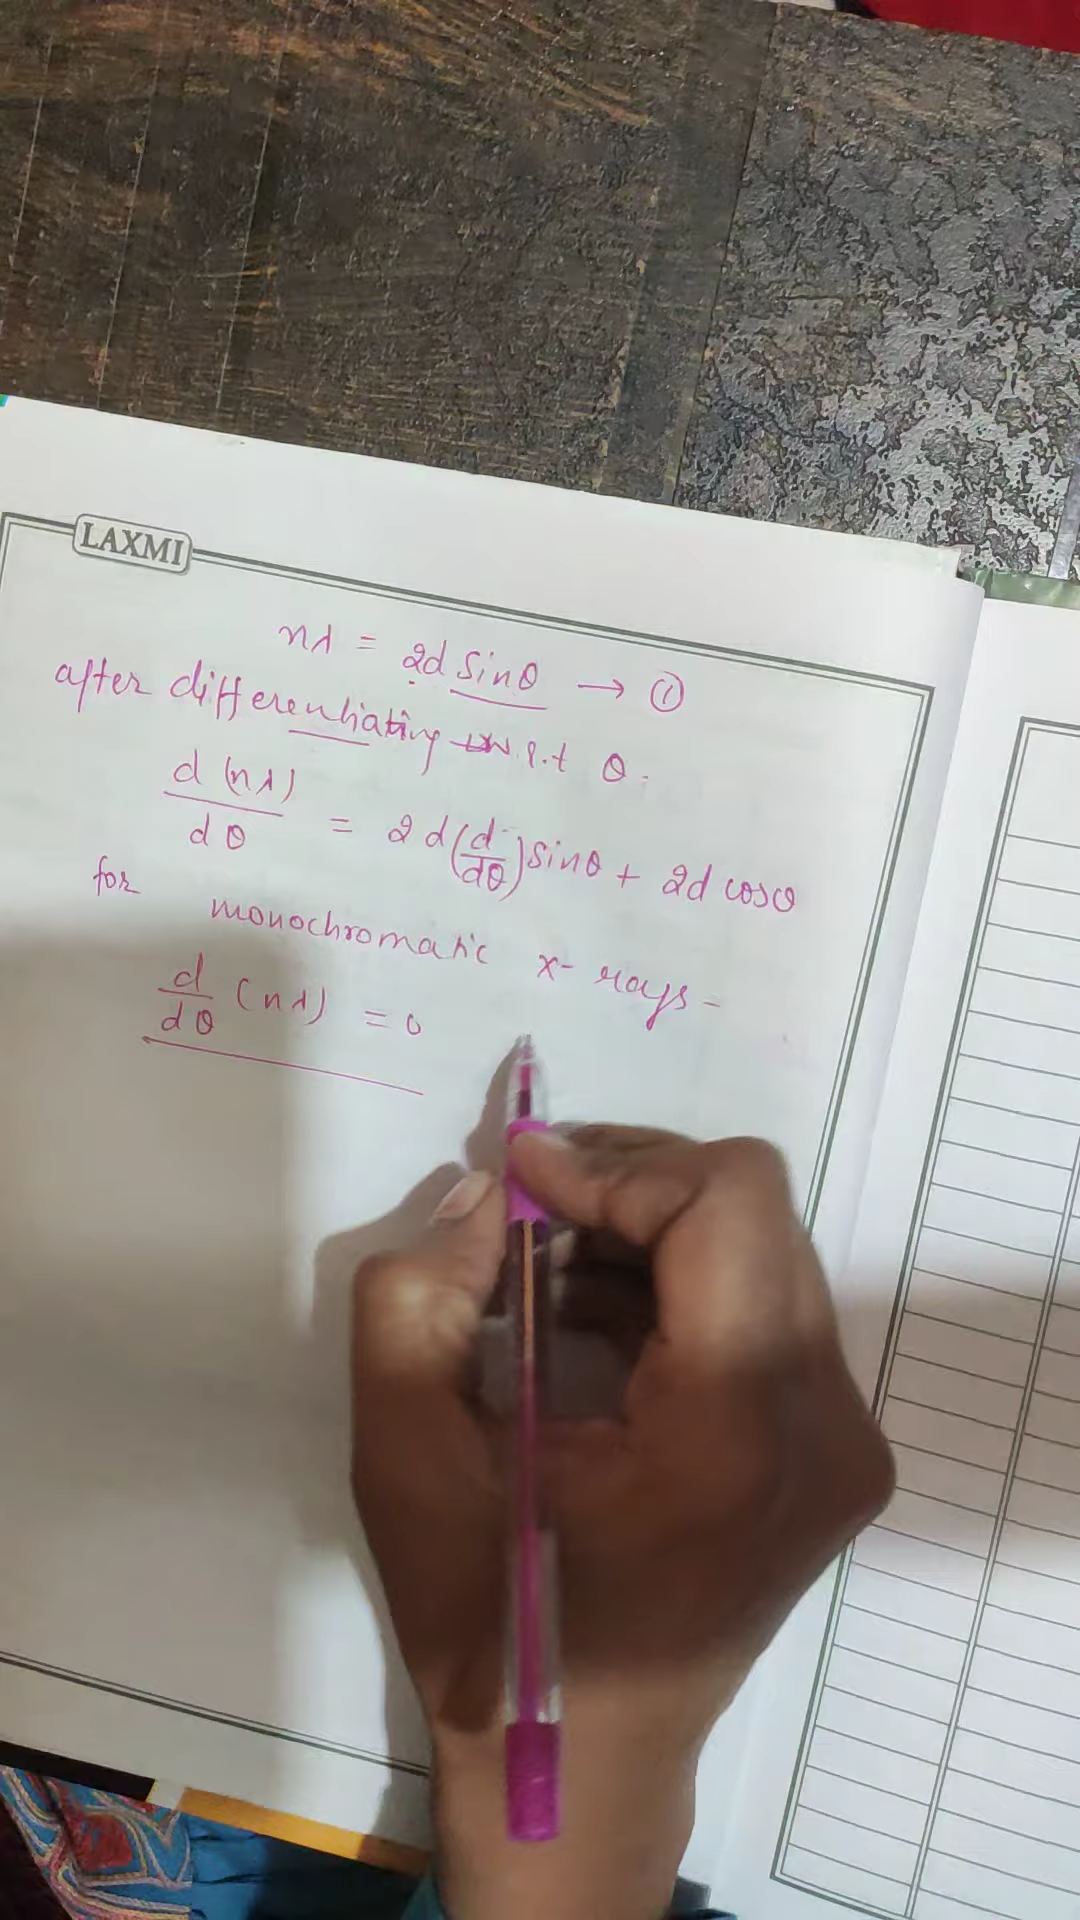 LAXMI
nλ = 2d sinθ → ①
after differentiating w.r.t θ.
d (nλ) / dθ = 2d (d/dθ) sinθ + 2d cosθ
for monochromatic x-rays -
d/dθ (nλ) = 0